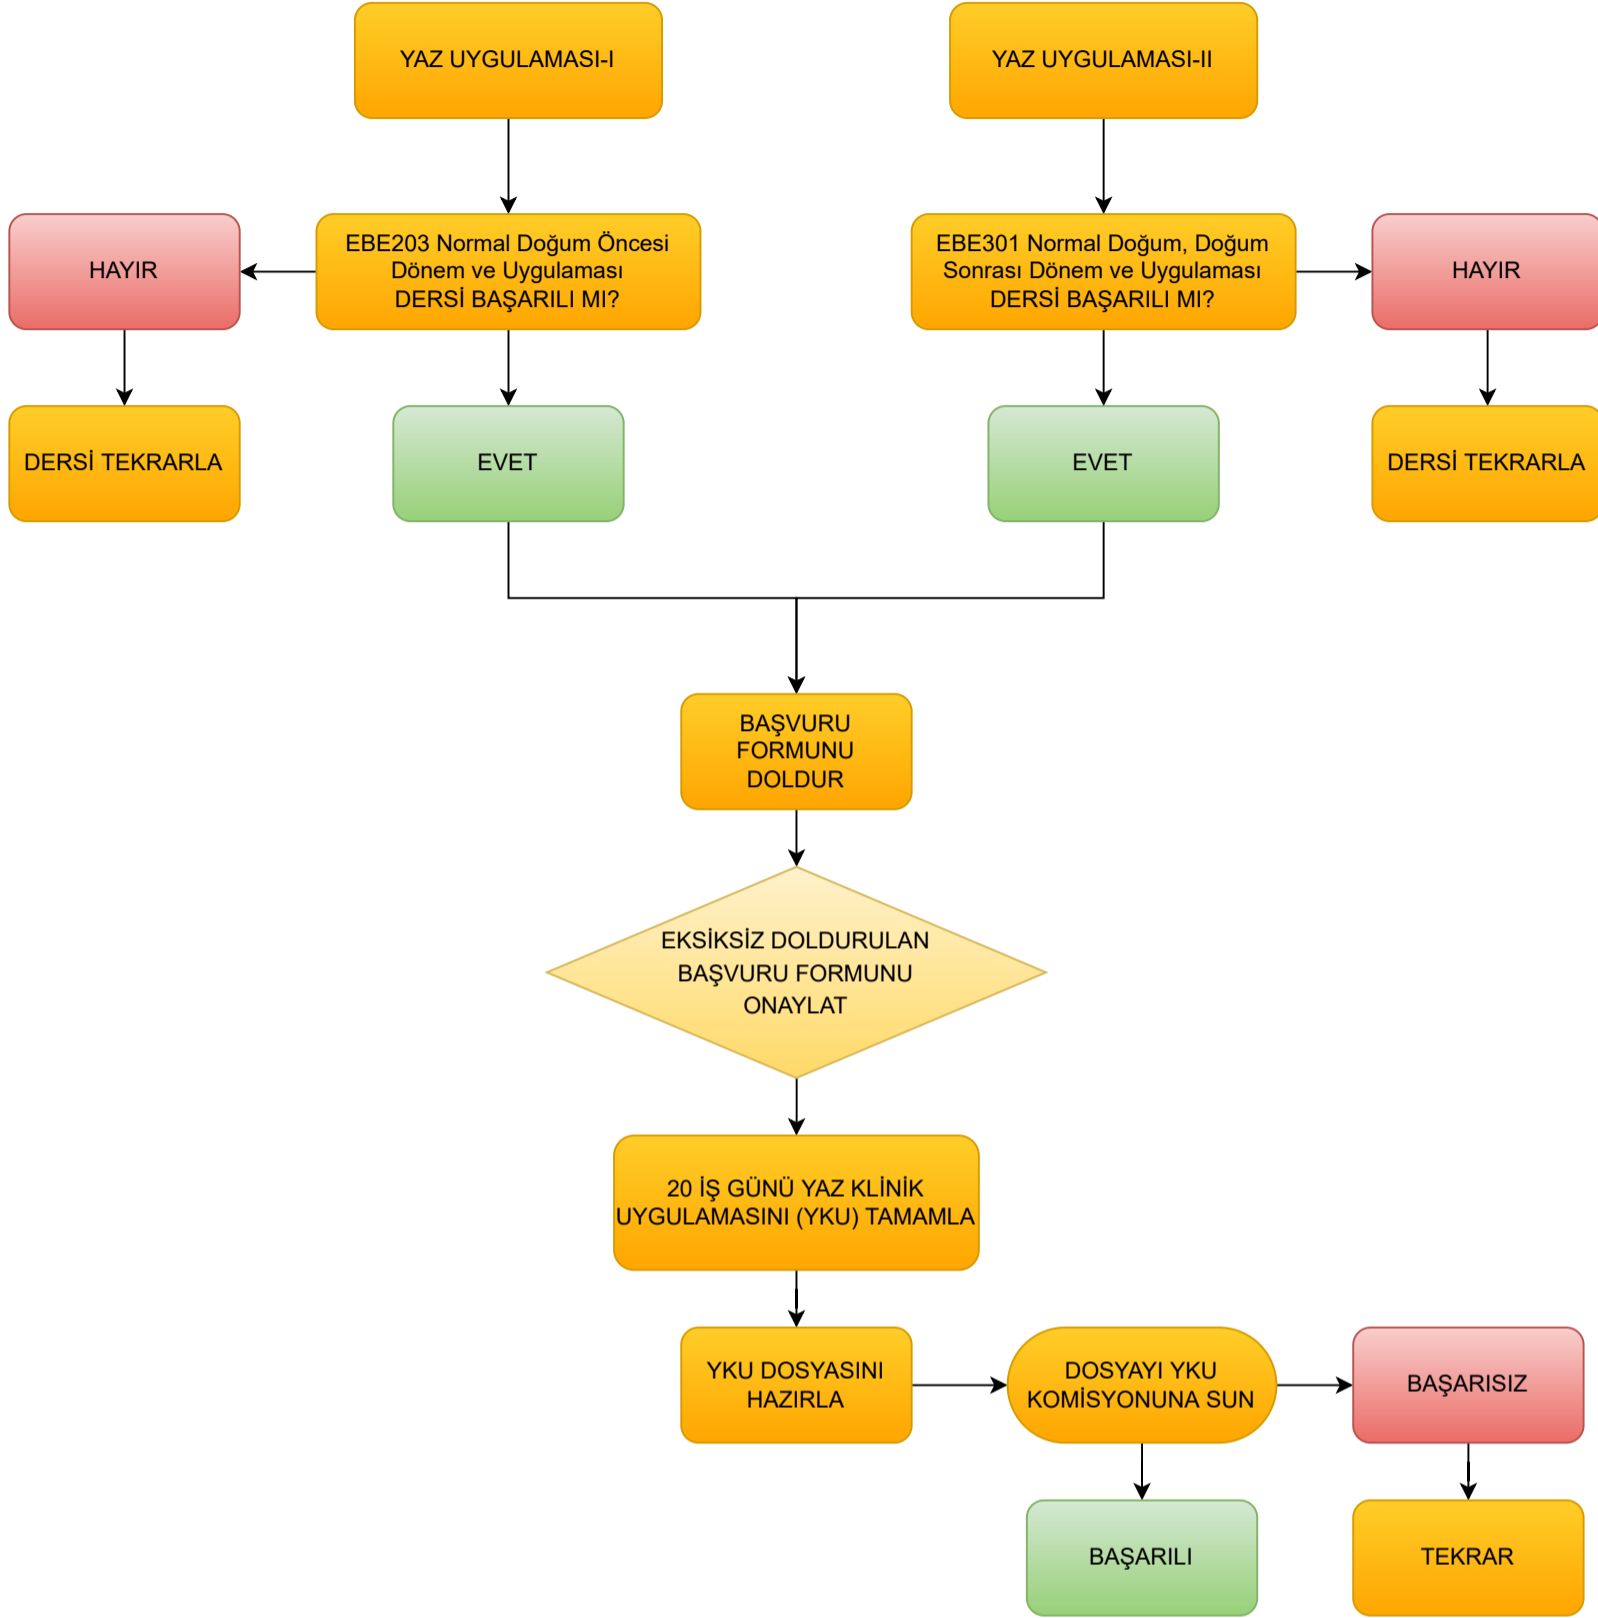 YAZ UYGULAMASI-I
YAZ UYGULAMASI-II
HAYIR
EBE203 Normal Doğum Öncesi
Dönem ve Uygulaması
DERSİ BAŞARILI MI?
EBE301 Normal Doğum, Doğum
Sonrası Dönem ve Uygulaması
DERSİ BAŞARILI MI?
HAYIR
DERSİ TEKRARLA
EVET
EVET
DERSİ TEKRARLA
BAŞVURU
FORMUNU
DOLDUR
EKSİKSİZ DOLDURULAN
BAŞVURU FORMUNU
ONAYLAT
20 İŞ GÜNÜ YAZ KLİNİK
UYGULAMASINI (YKU) TAMAMLA
YKU DOSYASINI
HAZIRLA
DOSYAYI YKU
KOMİSYONUNA SUN
BAŞARISIZ
BAŞARILI
TEKRAR